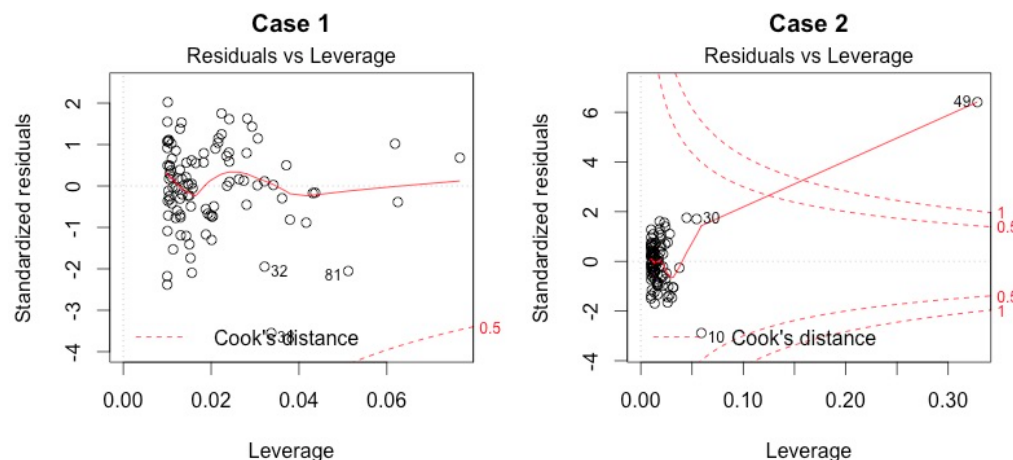 Case 1
Residuals vs Leverage
Standardized residuals
2
1
0
-1
-2
-3
-4
32
81
Cook's distance
0.5
0.00 0.02 0.04 0.06
Leverage
Case 2
Residuals vs Leverage
Standardized residuals
6
4
2
0
-2
-4
49
30
10
Cook's distance
1
0.5
0.5
1
0.00 0.10 0.20 0.30
Leverage